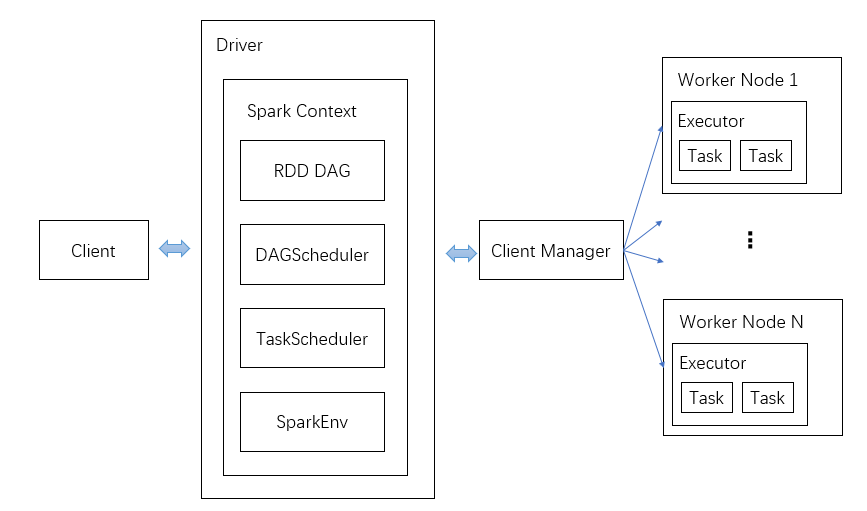 Driver
Spark Context
RDD DAG
DAGScheduler
TaskScheduler
SparkEnv
Client
Client Manager
Worker Node 1
Executor
Task Task
Worker Node N
Executor
Task Task